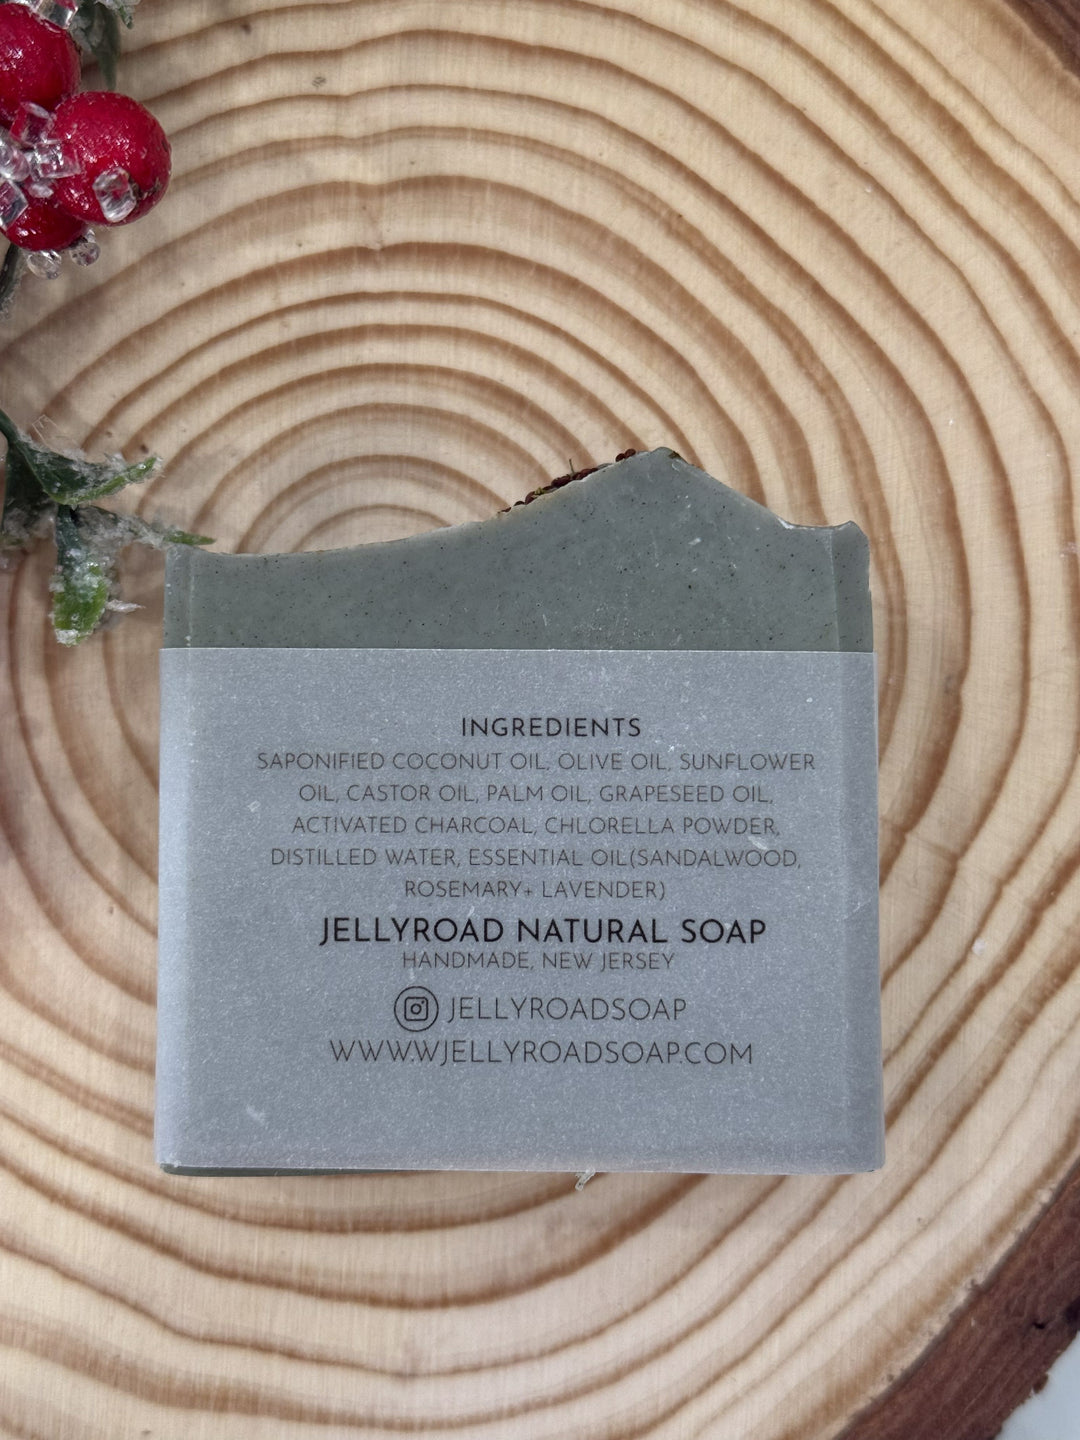 INGREDIENTS
SAPONIFIED COCONUT OIL, OLIVE OIL, SUNFLOWER
OIL, CASTOR OIL, PALM OIL, GRAPESEED OIL,
ACTIVATED CHARCOAL, CHLORELLA POWDER,
DISTILLED WATER, ESSENTIAL OIL(SANDALWOOD,
ROSEMARY+ LAVENDER)
JELLYROAD NATURAL SOAP
HANDMADE, NEW JERSEY
JELLYROADSOAP
WWW.WJELLYROADSOAP.COM